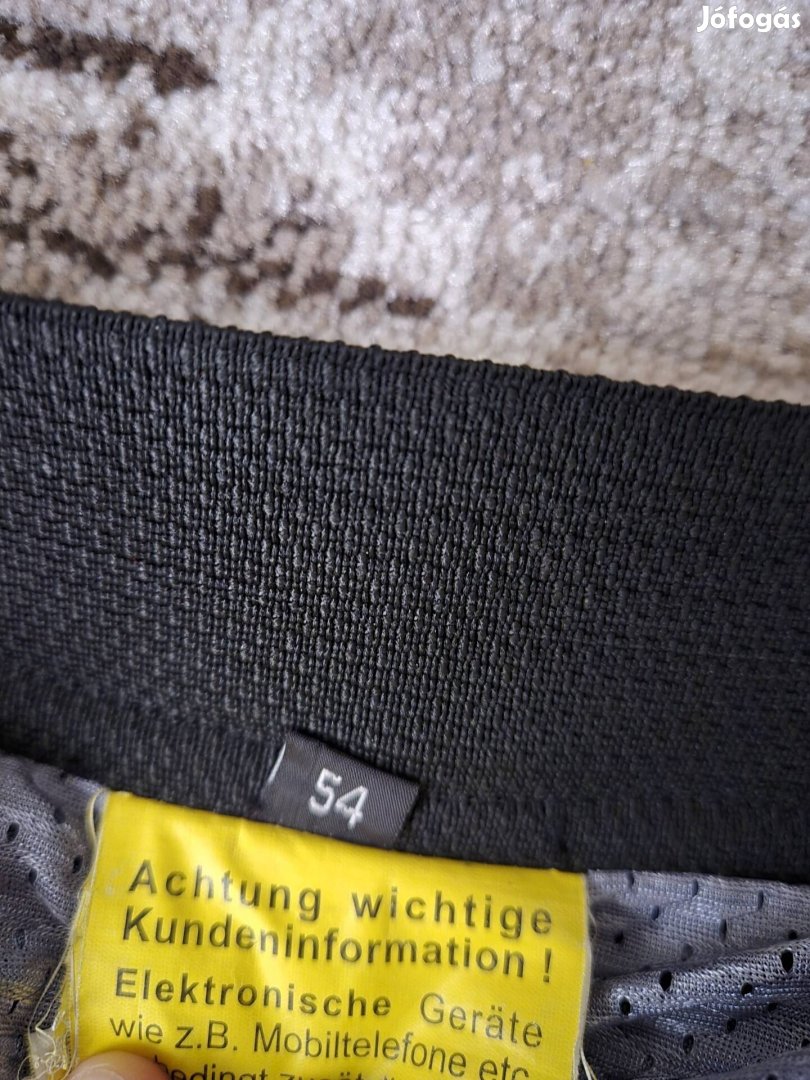 Jófogás
54
Achtung wichtige
Kundeninformation !
Elektronische Geräte
wie z.B. Mobiltelefone etc